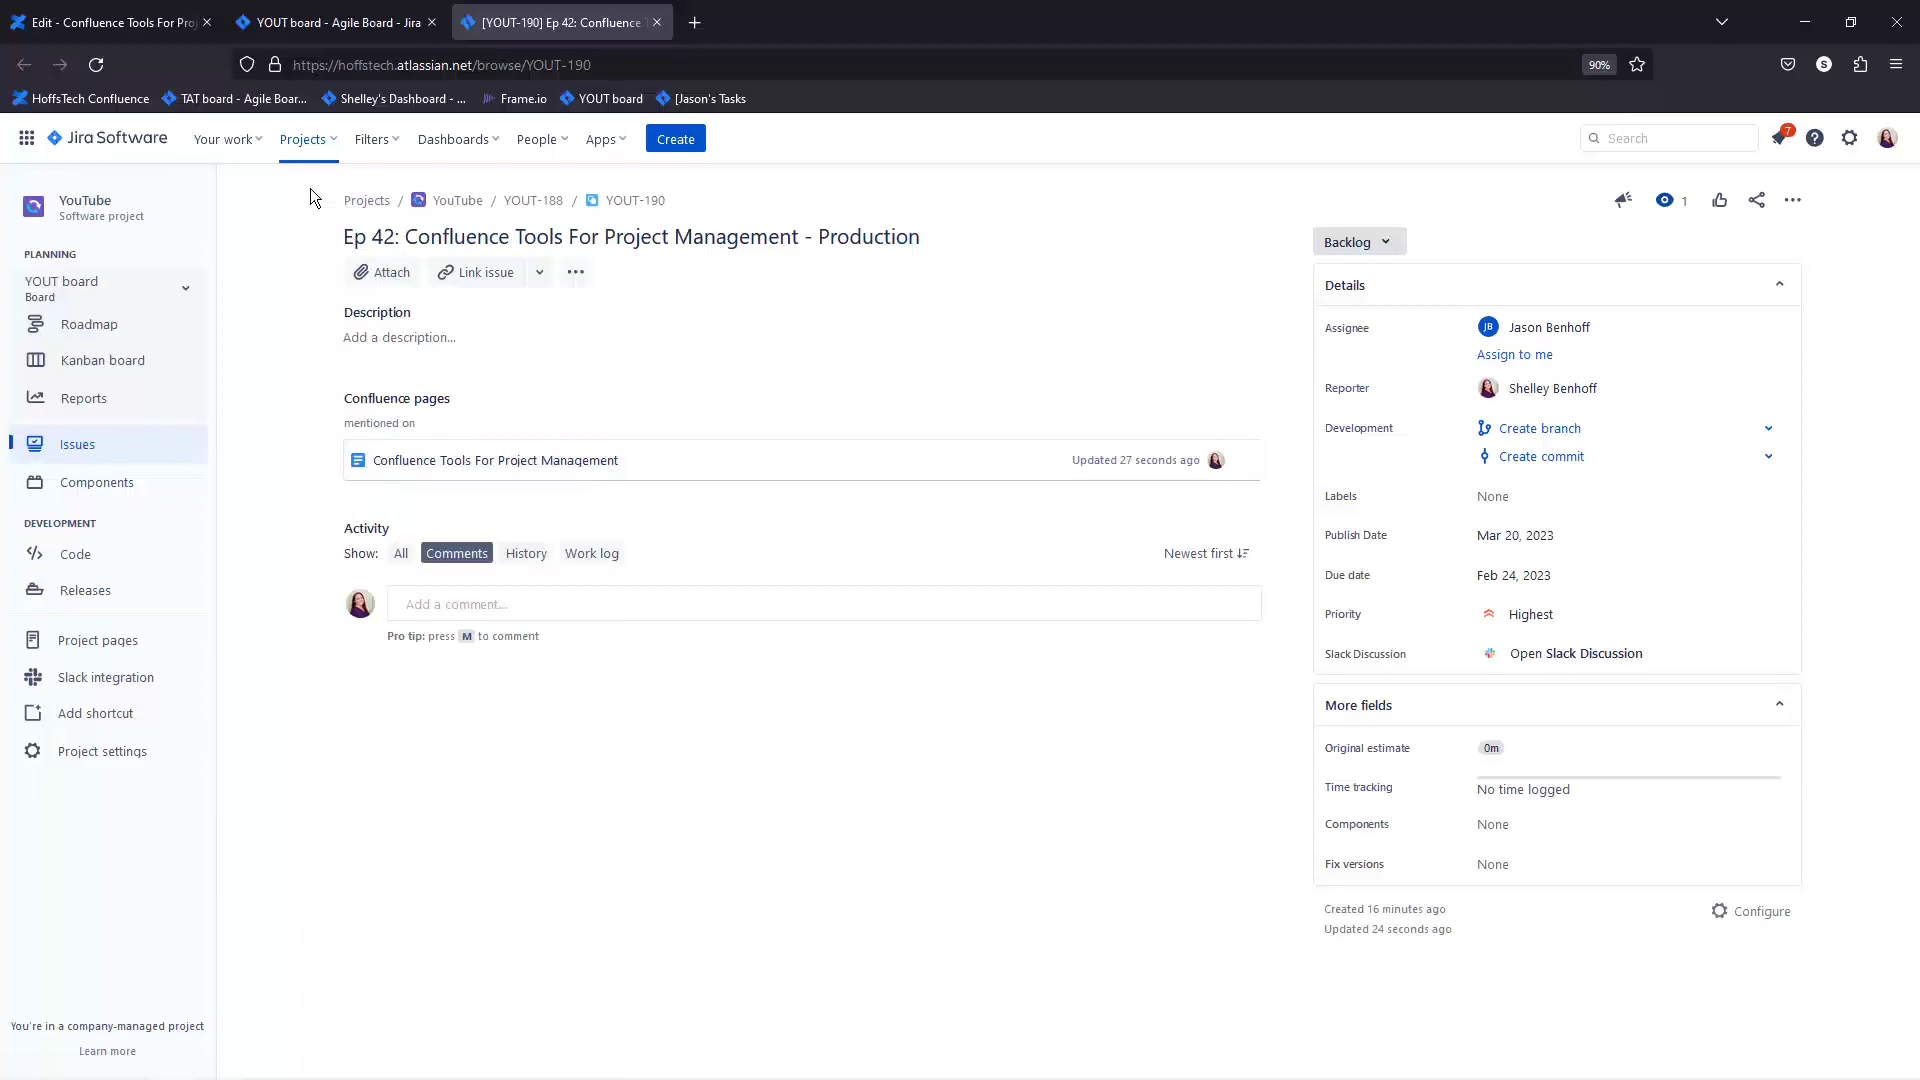 Edit - Confluence Tools For Pro
YOUT board - Agile Board - Jira
[YOUT-190] Ep 42: Confluence
https://hoffstech.atlassian.net/browse/YOUT-190
90%
S
HoffsTech Confluence
TAT board - Agile Boar...
Shelley's Dashboard - ...
Frame.io
YOUT board
[Jason's Tasks
Jira Software
Your work
Projects
Filters
Dashboards
People
Apps
Create
Search
7
YouTube
Software project
PLANNING
YOUT board
Board
Roadmap
Kanban board
Reports
Issues
Components
DEVELOPMENT
Code
Releases
Project pages
Slack integration
Add shortcut
Project settings
You're in a company-managed project
Learn more
Projects / YouTube / YOUT-188 / YOUT-190
1
Ep 42: Confluence Tools For Project Management - Production
Attach
Link issue
Description
Add a description...
Confluence pages
mentioned on
Confluence Tools For Project Management
Updated 27 seconds ago
Activity
Show: All Comments History Work log
Newest first
Add a comment...
Pro tip: press M to comment
Backlog
Details
Assignee
JB Jason Benhoff
Assign to me
Reporter
Shelley Benhoff
Development
Create branch
Create commit
Labels
None
Publish Date
Mar 20, 2023
Due date
Feb 24, 2023
Priority
Highest
Slack Discussion
Open Slack Discussion
More fields
Original estimate
0m
Time tracking
No time logged
Components
None
Fix versions
None
Created 16 minutes ago
Updated 24 seconds ago
Configure